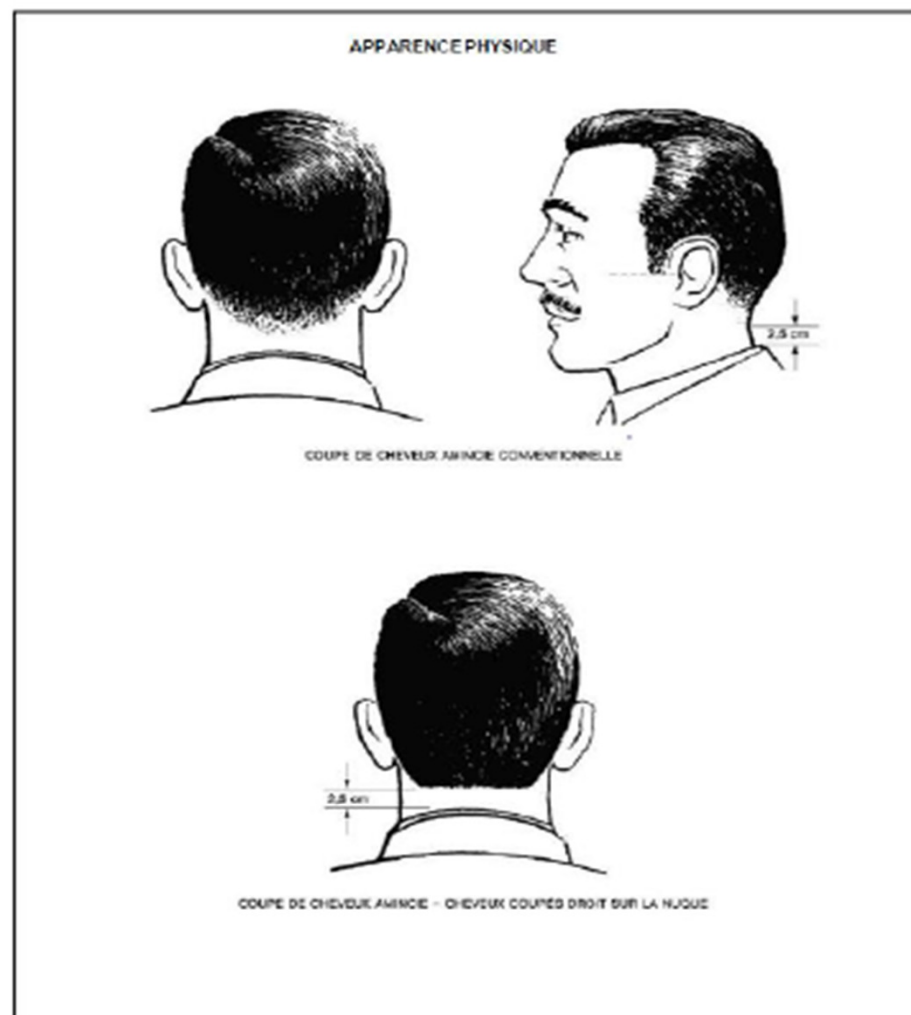 APPARENCE PHYSIQUE
2,5 cm
COUPE DE CHEVEUX AMINCIE CONVENTIONNELLE
2,5 cm
COUPE DE CHEVEUX AMINCIE - CHEVEUX COUPÉS DROIT SUR LA NUQUE